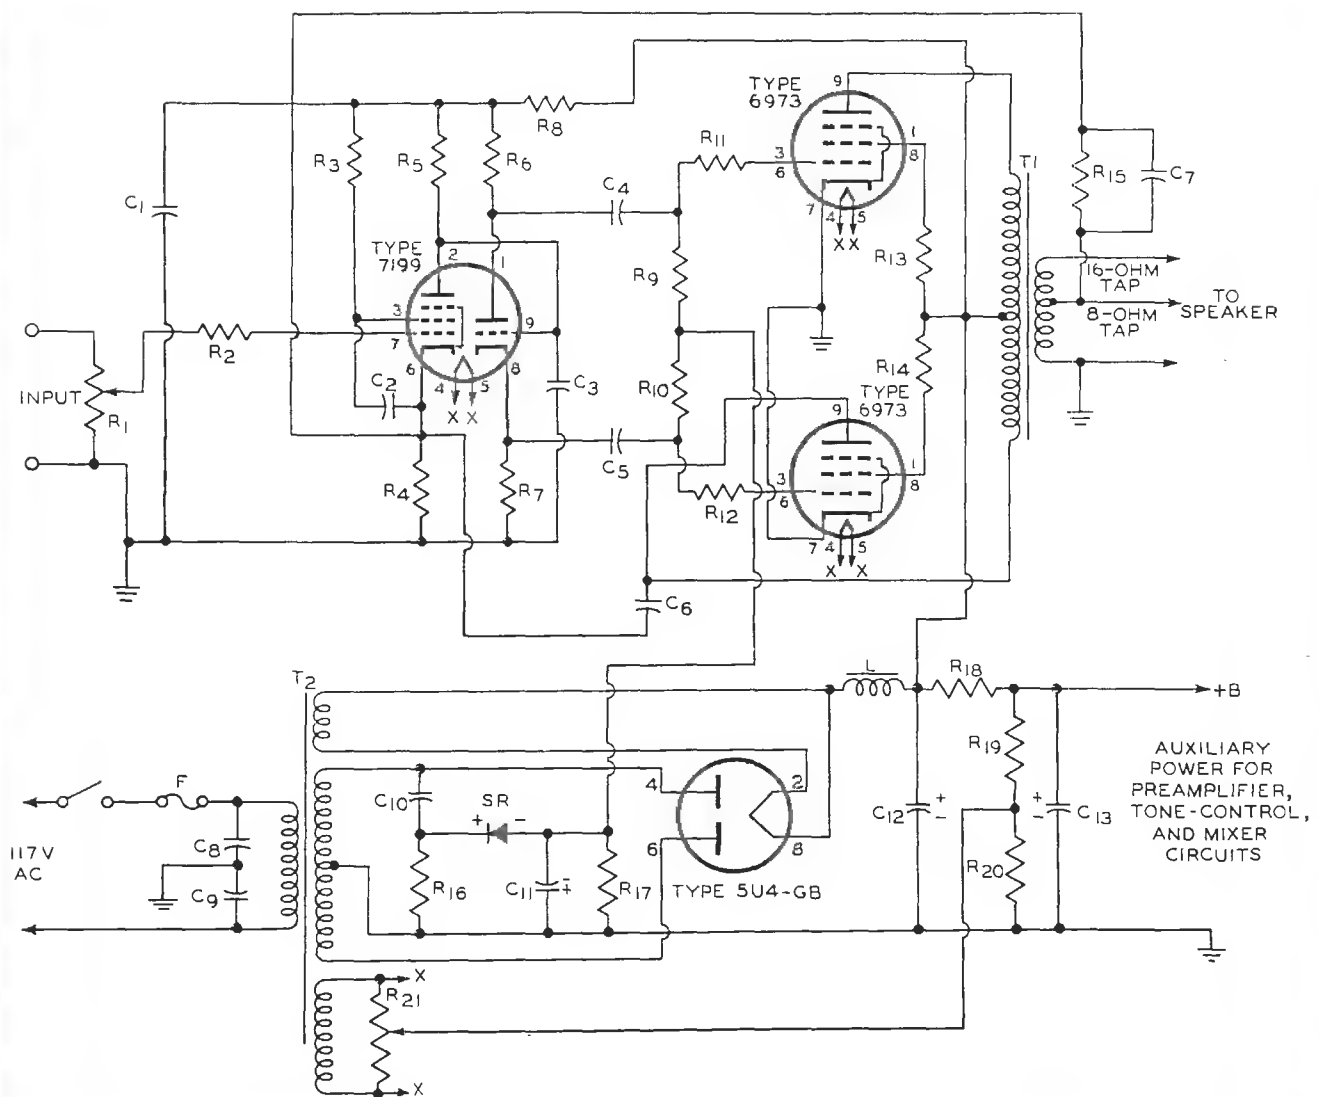 TYPE
6973
9
R8
R3
R5
R6
R11
1
8
3
6
T1
R15
C7
C1
C4
7
4
5
X X
TYPE
7199
2
1
R9
R13
16-OHM
TAP
3
7
9
8-OHM
TAP
TO
SPEAKER
R2
6
4
5
8
X X
C2
C3
R10
R14
TYPE
6973
INPUT
R1
9
C5
R4
R7
3
6
1
8
R12
7
4
5
X X
C6
T2
L
R18
+B
R19
AUXILIARY
POWER FOR
PREAMPLIFIER,
TONE-CONTROL,
AND MIXER
CIRCUITS
F
C10
SR
+ -
4
2
C12
+
-
+
-
C13
117V
AC
C8
C9
R16
C11
-
+
R17
6
8
TYPE 5U4-GB
R20
X
R21
X